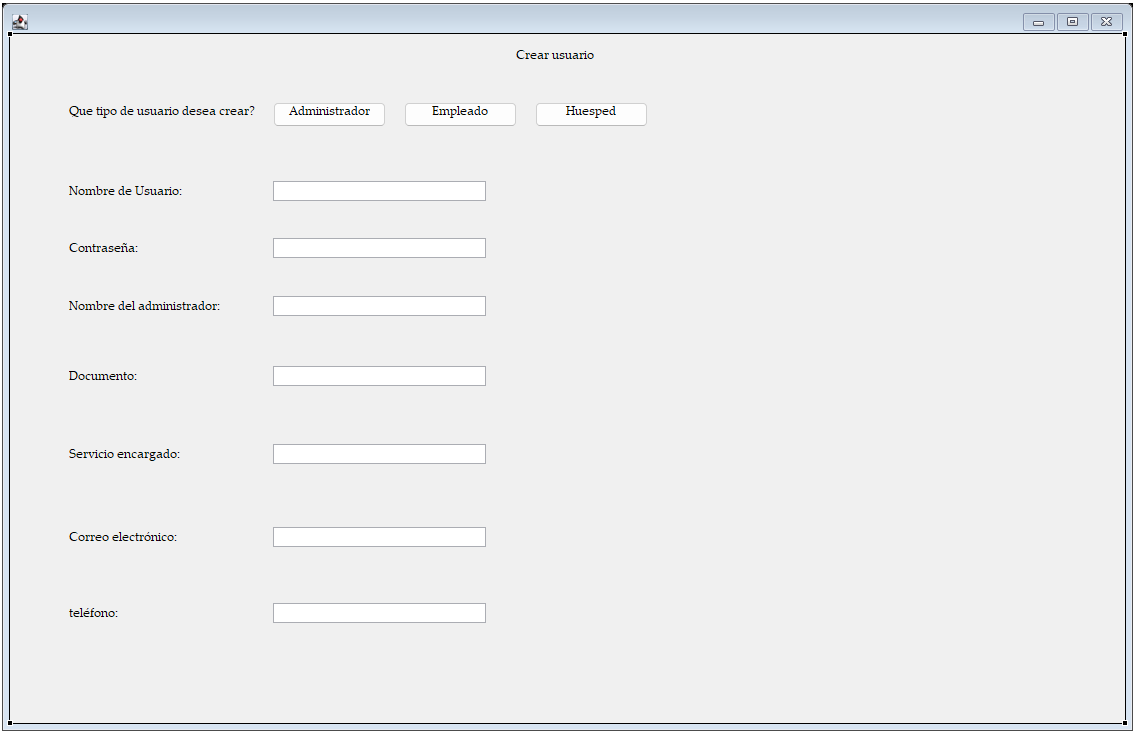 Crear usuario
Que tipo de usuario desea crear? Administrador Empleado Huesped
Nombre de Usuario:
Contraseña:
Nombre del administrador:
Documento:
Servicio encargado:
Correo electrónico:
teléfono: